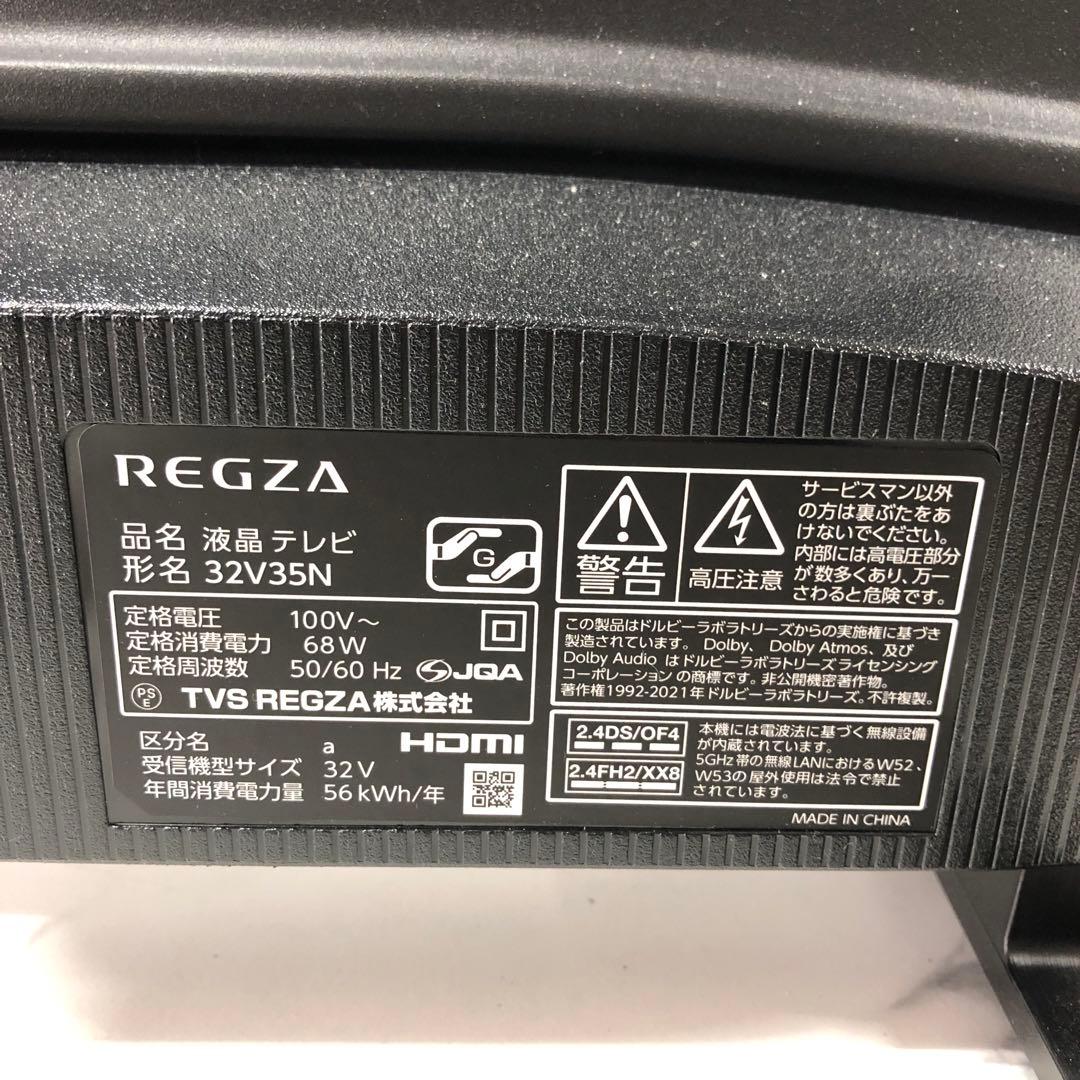 REGZA
品名 液晶テレビ
形名 32V35N
G
定格電圧 100V～
定格消費電力 68W
定格周波数 50/60 Hz
JQA
PS
E
TVS REGZA株式会社
区分名 a
受信機型サイズ 32V
年間消費電力量 56kWh/年
HDMI
警告
高圧注意
サービスマン以外
の方は裏ぶたをあ
けないでください。
内部には高電圧部分
が数多くあり、万一
さわると危険です。
この製品はドルビーラボラトリーズからの実施権に基づき
製造されています。Dolby、Dolby Atmos、及び
Dolby Audio はドルビーラボラトリーズライセンシング
コーポレーションの商標です。非公開機密著作物。
著作権1992-2021年ドルビーラボラトリーズ。不許複製。
2.4DS/OF4
2.4FH2/XX8
本機には電波法に基づく無線設備
が内蔵されています。
5GHz帯の無線LANにおけるW52、
W53の屋外使用は法令で禁止
されています。
MADE IN CHINA